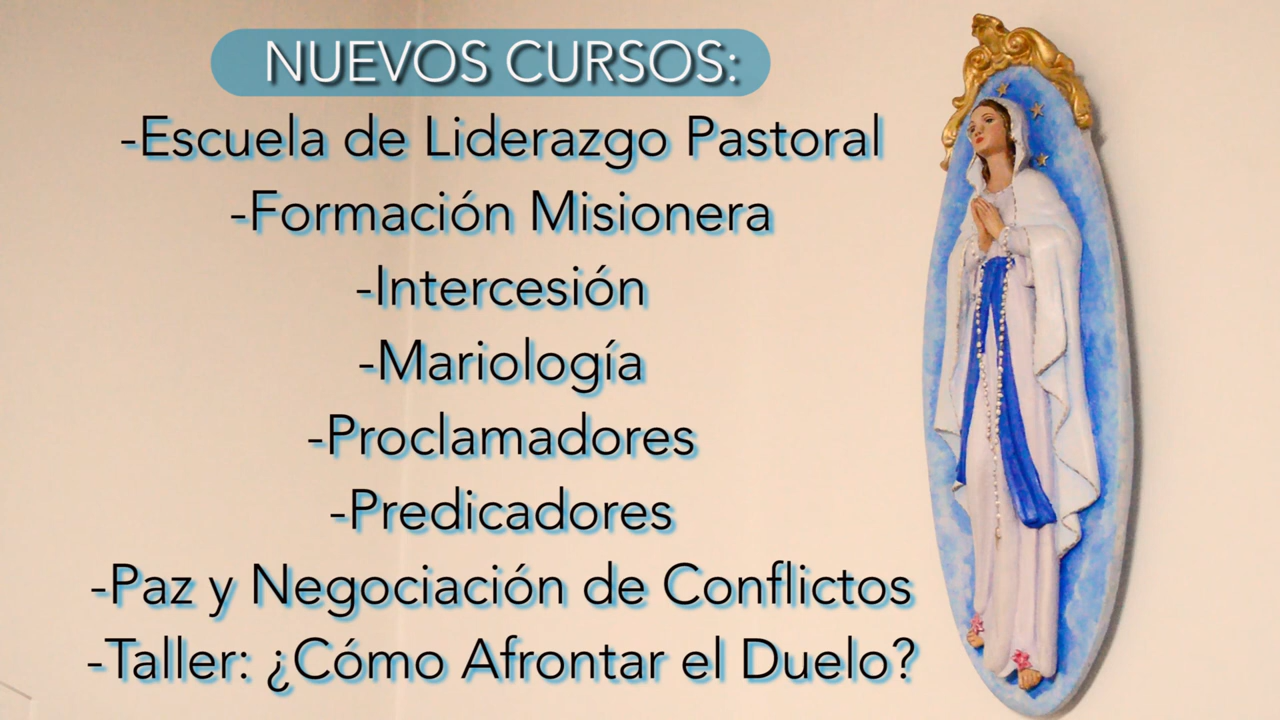 NUEVOS CURSOS:
-Escuela de Liderazgo Pastoral
-Formación Misionera
-Intercesión
-Mariología
-Proclamadores
-Predicadores
-Paz y Negociación de Conflictos
-Taller: ¿Cómo Afrontar el Duelo?